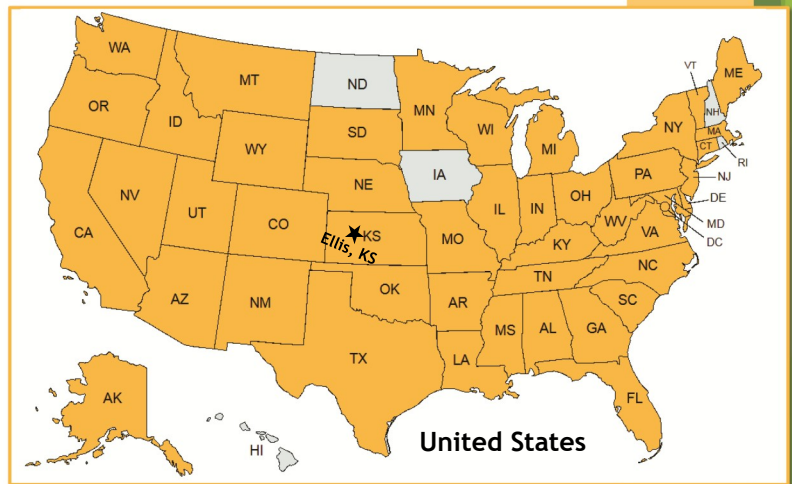 WA
MT
ND
MN
VT
ME
OR
ID
SD
WI
MI
NY
NH
MA
CT
RI
WY
NE
IA
PA
NJ
NV
UT
CO
KS
Ellis, KS
IL
IN
OH
DE
MD
DC
CA
MO
WV
VA
KY
AZ
NM
OK
AR
TN
NC
SC
TX
LA
MS
AL
GA
FL
AK
HI
United States